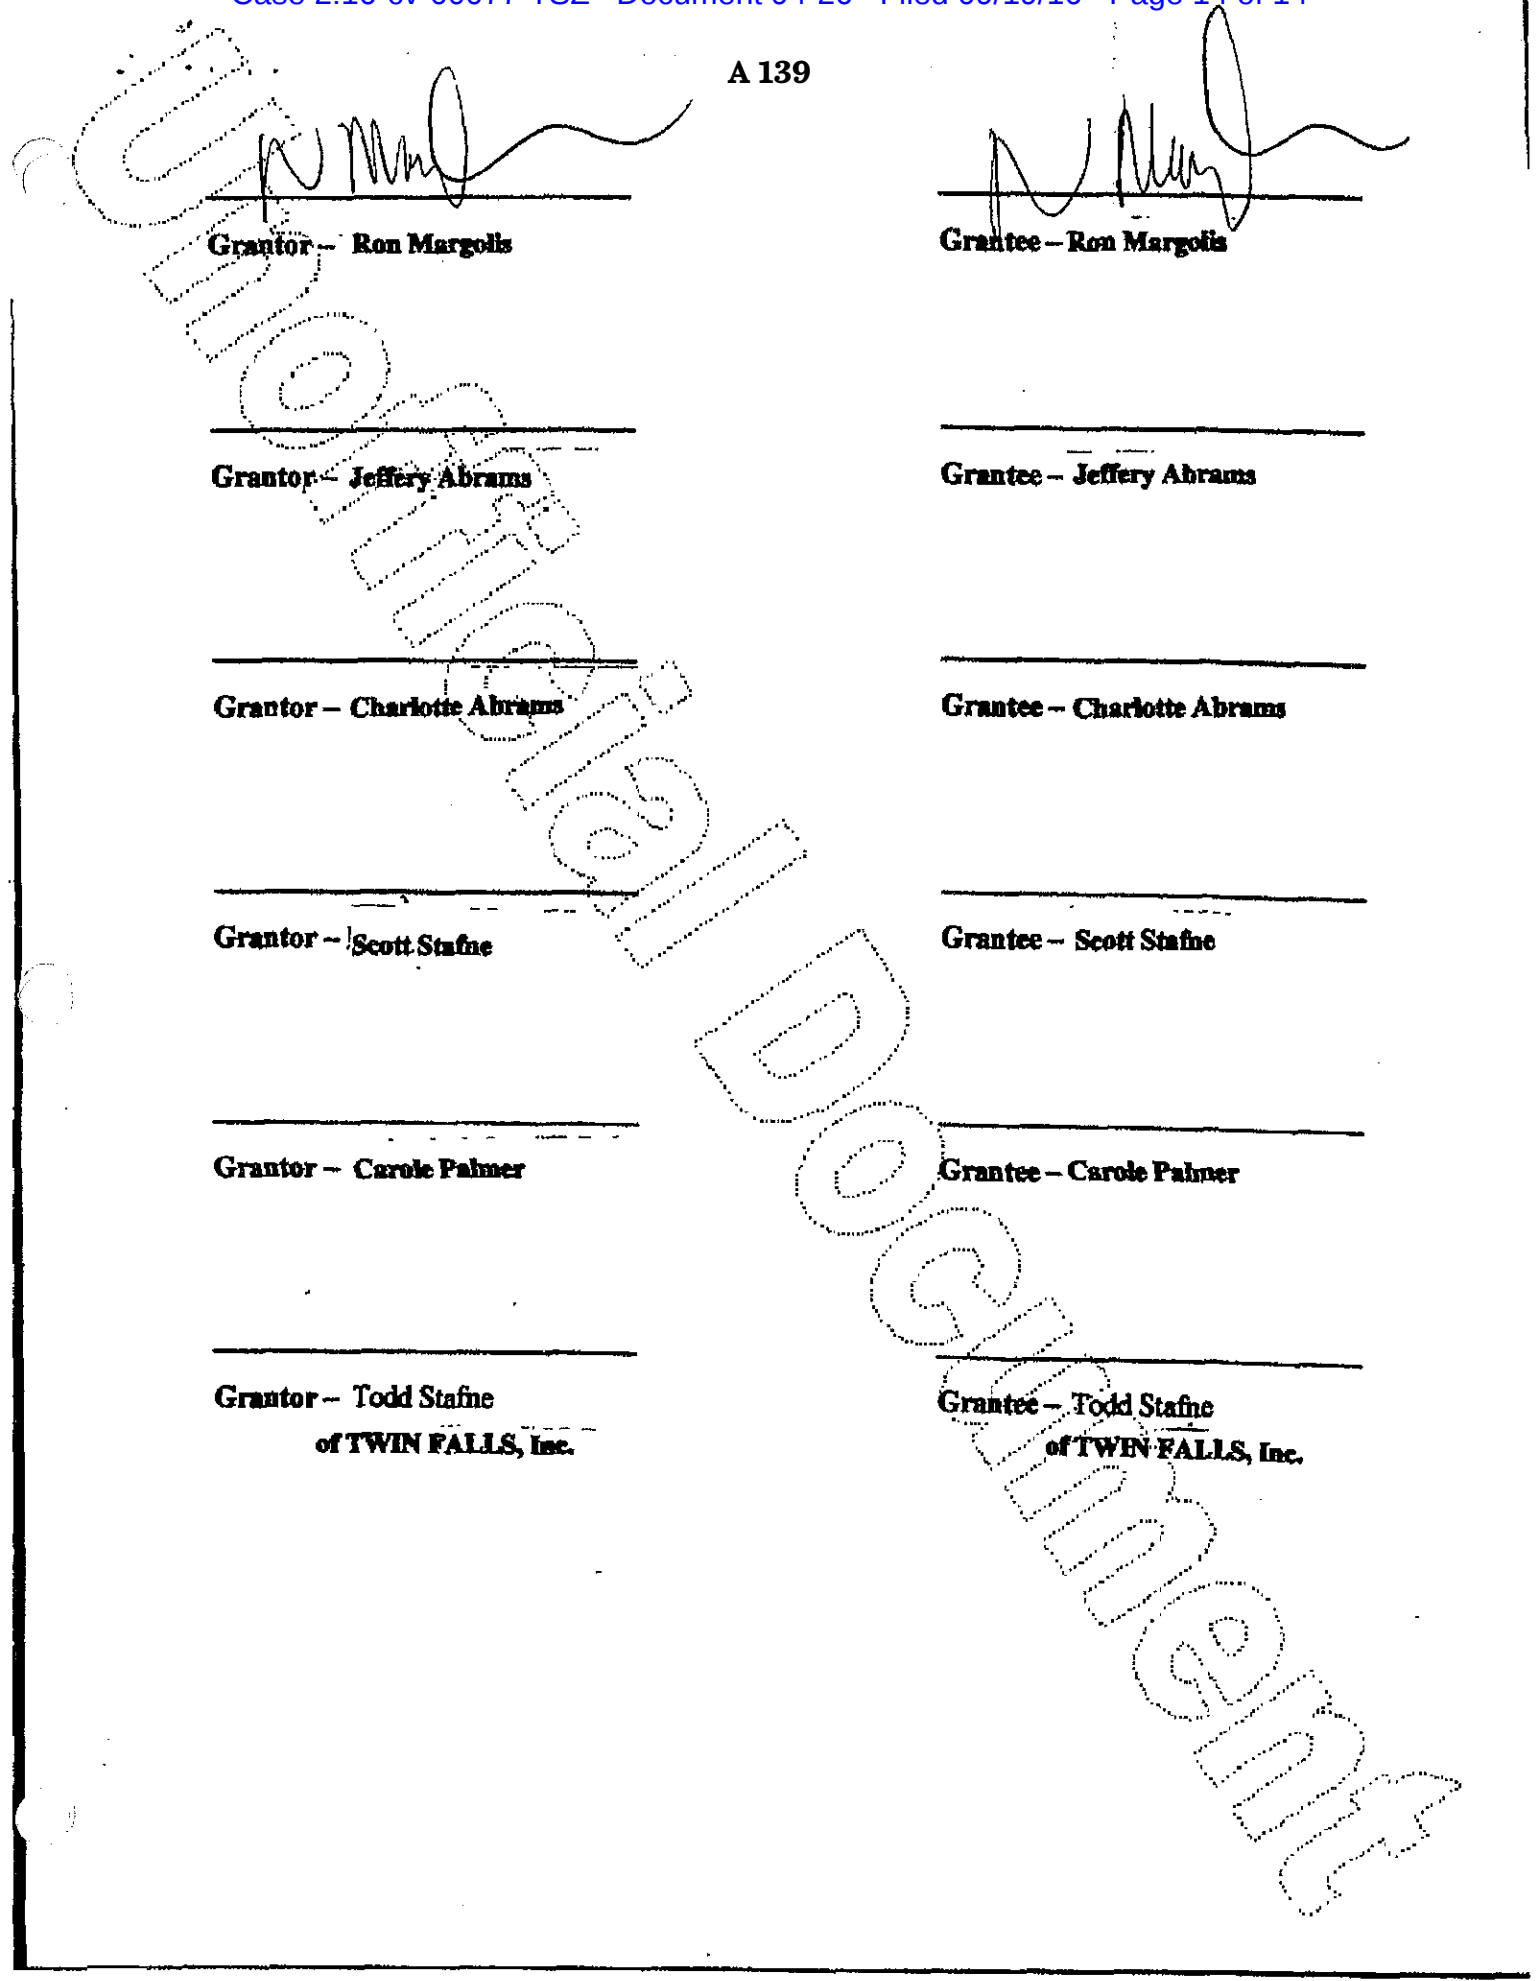 A 139
Grantor – Ron Margolis
Grantee – Ron Margolis
Grantor – Jeffery Abrams
Grantee – Jeffery Abrams
Grantor – Charlotte Abrams
Grantee – Charlotte Abrams
Grantor – Scott Stafne
Grantee – Scott Stafne
Grantor – Carole Palmer
Grantee – Carole Palmer
Grantor – Todd Stafne
of TWIN FALLS, Inc.
Grantee – Todd Stafne
of TWIN FALLS, Inc.
Unofficial Document